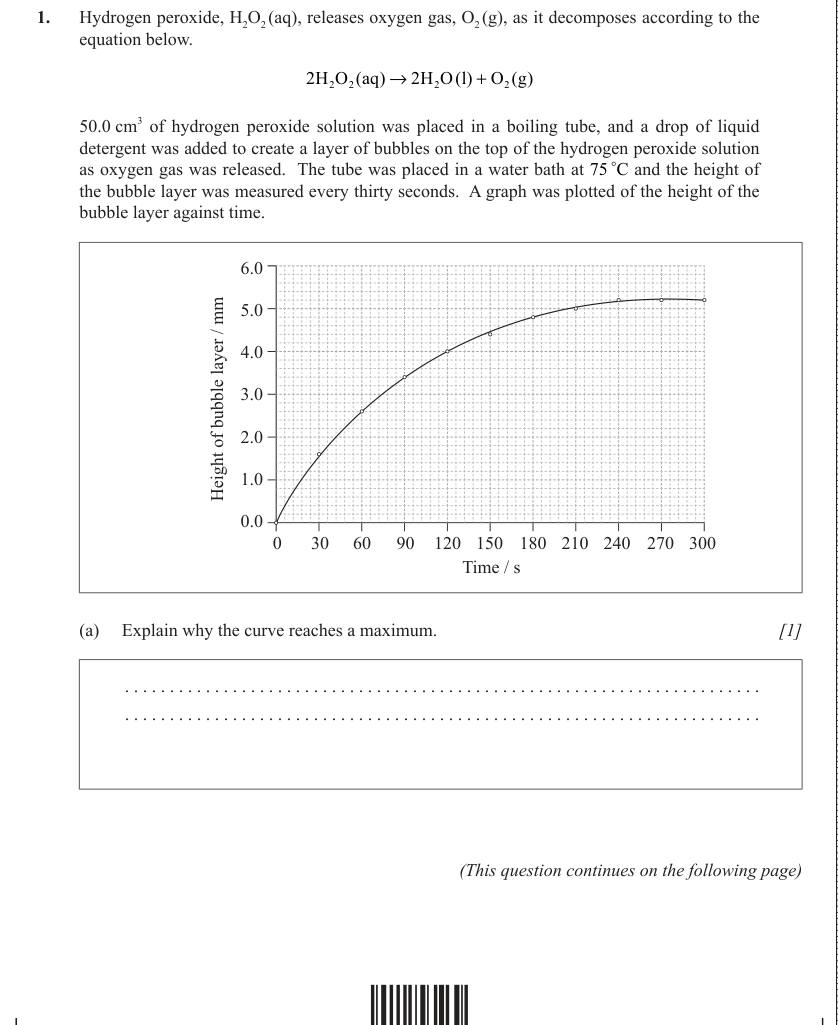 1. Hydrogen peroxide, H₂O₂(aq), releases oxygen gas, O₂(g), as it decomposes according to the
equation below.
2H₂O₂(aq) → 2H₂O(l) + O₂(g)
50.0 cm³ of hydrogen peroxide solution was placed in a boiling tube, and a drop of liquid
detergent was added to create a layer of bubbles on the top of the hydrogen peroxide solution
as oxygen gas was released. The tube was placed in a water bath at 75 °C and the height of
the bubble layer was measured every thirty seconds. A graph was plotted of the height of the
bubble layer against time.
Height of bubble layer / mm
6.0
5.0
4.0
3.0
2.0
1.0
0.0
0 30 60 90 120 150 180 210 240 270 300
Time / s
(a) Explain why the curve reaches a maximum. [1]
(This question continues on the following page)